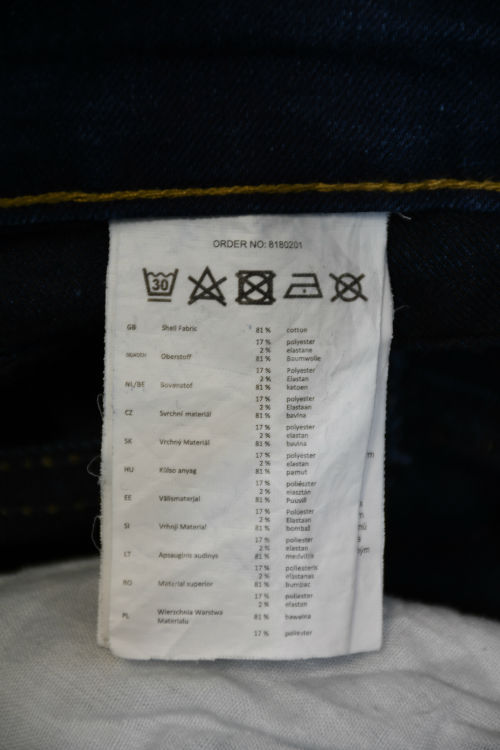 ORDER NO: 8180201
30
GB Shell Fabric 81 % cotton
17 % polyester
2 % elastane
Oberstoff 81 % Baumwolle
17 % Polyester
2 % Elastan
NL/BE Bovenstof 81 % katoen
17 % polyester
2 % Elastaan
CZ Svrchní materiál 81 % bavlna
17 % polyester
2 % elastan
SK Vrchný Materiál 81 % bavlna
17 % polyester
2 % elastan
HU Külso anyag 81 % pamut
17 % poliészter
2 % elasztán
EE Välismaterjal 81 % Puuvill
17 % Polüester
2 % Elastaan
SI Vrhnji Material 81 % bombaž
17 % poliester
2 % elastan
LT Apsauginis audinys 81 % medvilnė
17 % poliesteris
2 % elastanas
RO Material superior 81 % bumbac
17 % poliester
2 % elastan
PL Wierzchnia Warstwa Materialu 81 % bawelna
17 % poliester